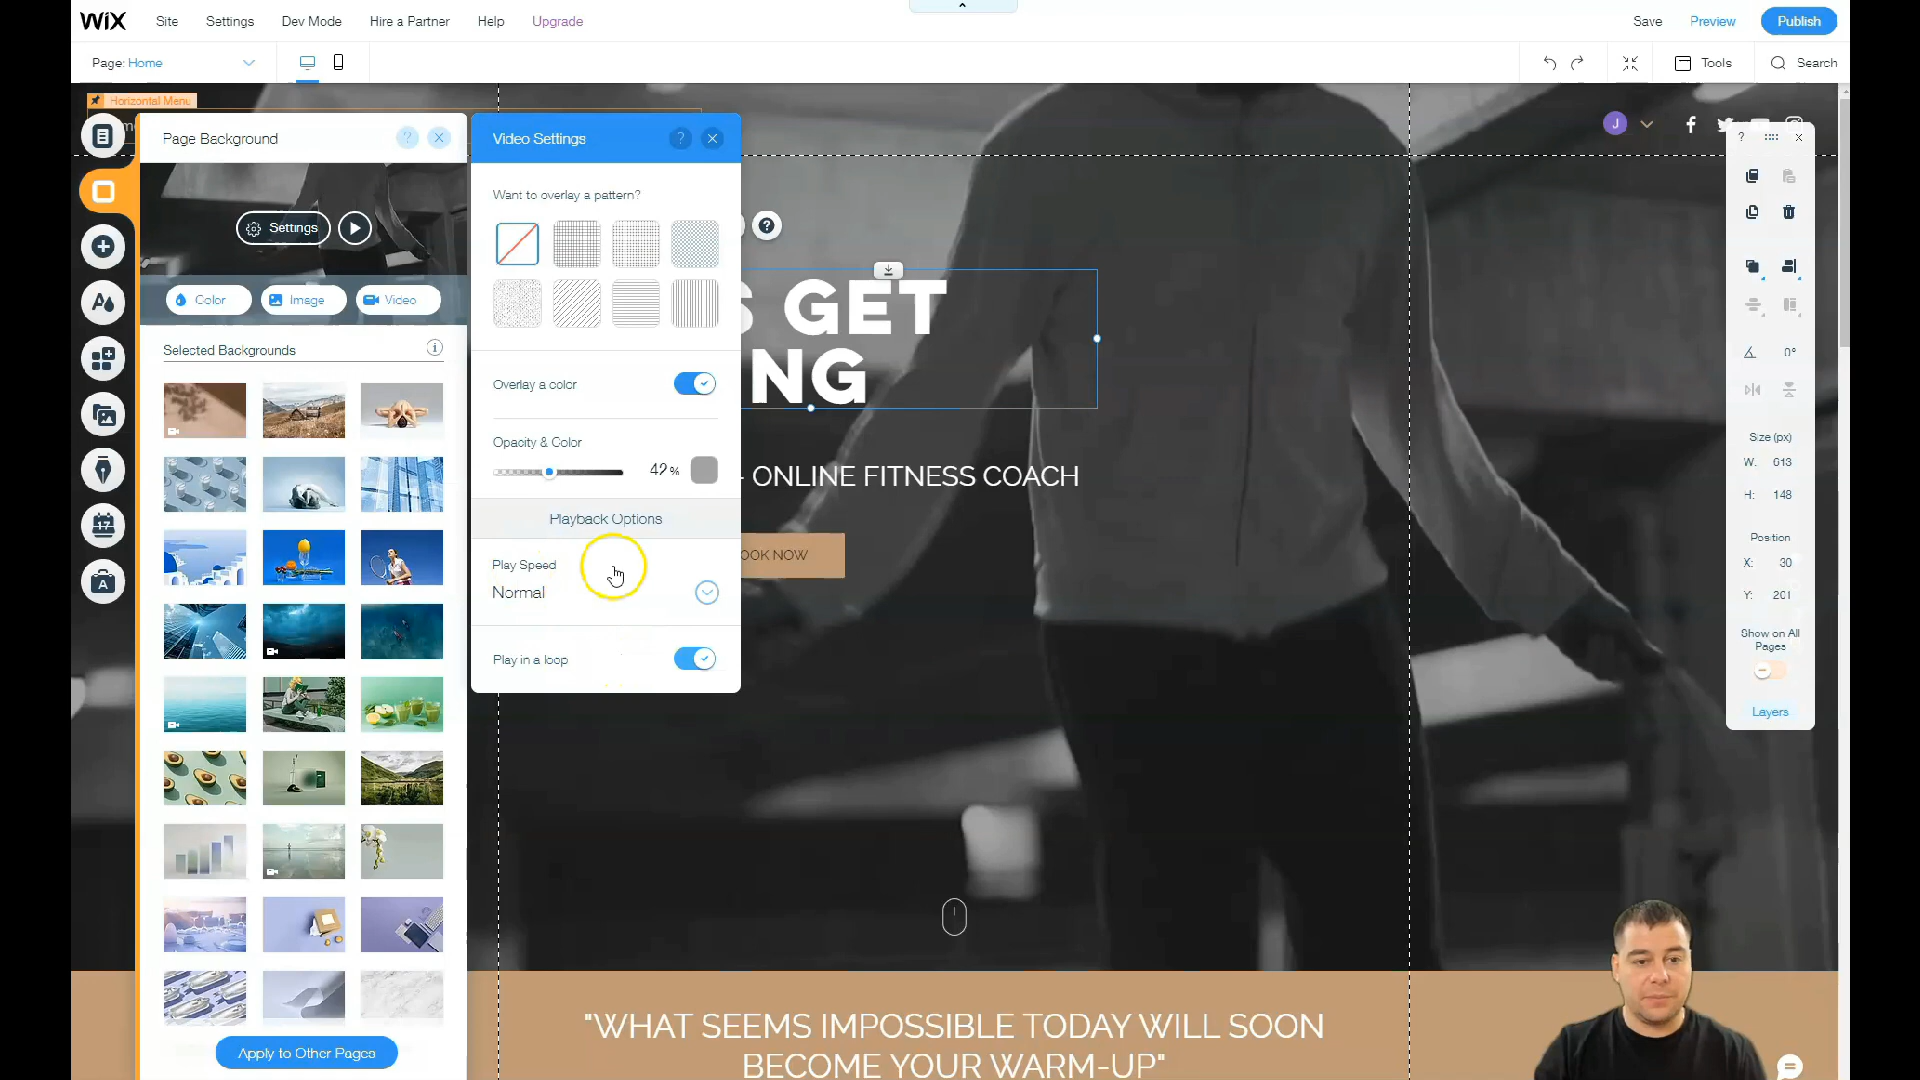 WiX Site Settings Dev Mode Hire a Partner Help Upgrade Save Preview Publish
Page: Home Tools Search
Horizontal Menu
Page Background ? ×
Settings
Color Image Video
Selected Backgrounds
Apply to Other Pages
Video Settings ?
Want to overlay a pattern?
Overlay a color
Opacity & Color
42%
Playback Options
Play Speed
Normal
Play in a loop
S GET
NG
- ONLINE FITNESS COACH
OOK NOW
"WHAT SEEMS IMPOSSIBLE TODAY WILL SOON
BECOME YOUR WARM-UP"
J
?
0°
Size (px)
W: 613
H: 148
Position
X: 30
Y: 201
Show on All
Pages
Layers
17
A